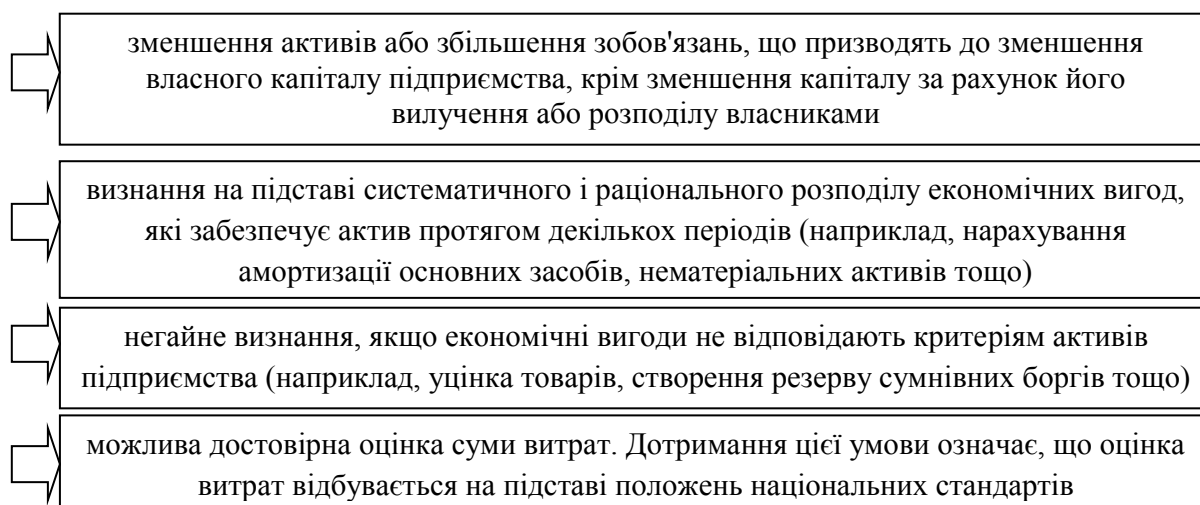 зменшення активів або збільшення зобов'язань, що призводять до зменшення
власного капіталу підприємства, крім зменшення капіталу за рахунок його
вилучення або розподілу власниками
визнання на підставі систематичного і раціонального розподілу економічних вигод,
які забезпечує актив протягом декількох періодів (наприклад, нарахування
амортизації основних засобів, нематеріальних активів тощо)
негайне визнання, якщо економічні вигоди не відповідають критеріям активів
підприємства (наприклад, уцінка товарів, створення резерву сумнівних боргів тощо)
можлива достовірна оцінка суми витрат. Дотримання цієї умови означає, що оцінка
витрат відбувається на підставі положень національних стандартів